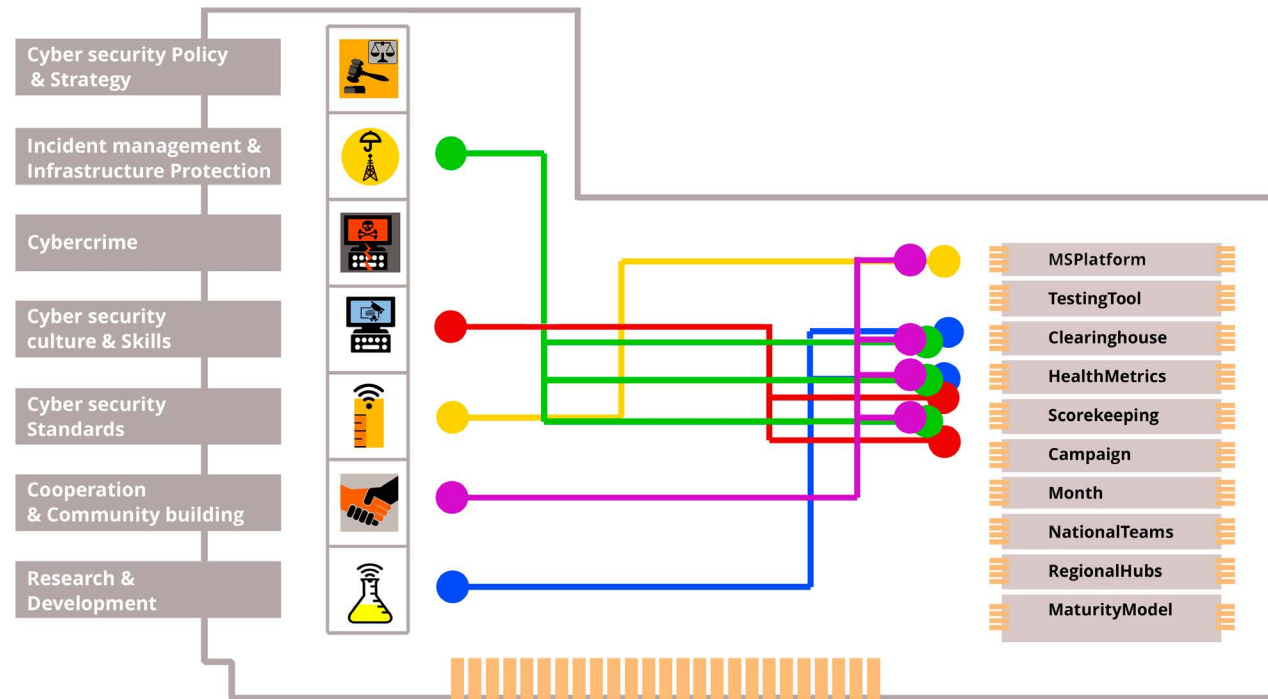 Cyber security Policy
& Strategy
Incident management &
Infrastructure Protection
Cybercrime
Cyber security
culture & Skills
Cyber security
Standards
Cooperation
& Community building
Research &
Development
MSPlatform
TestingTool
Clearinghouse
HealthMetrics
Scorekeeping
Campaign
Month
NationalTeams
RegionalHubs
MaturityModel